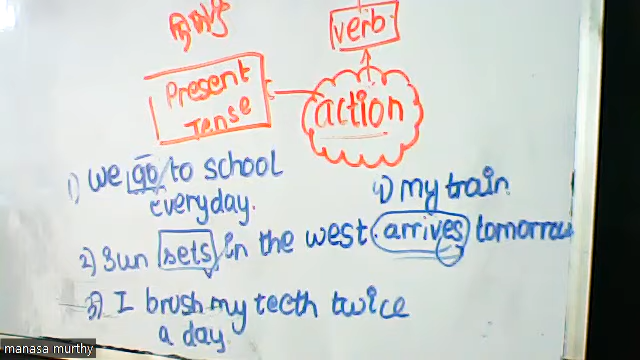 verb.
Present
Tense
action
1) we go to school
everyday.
2) Sun sets in the west
3) I brush my teeth twice
a day
4) my train
arrives tomorrow
manasa murthy